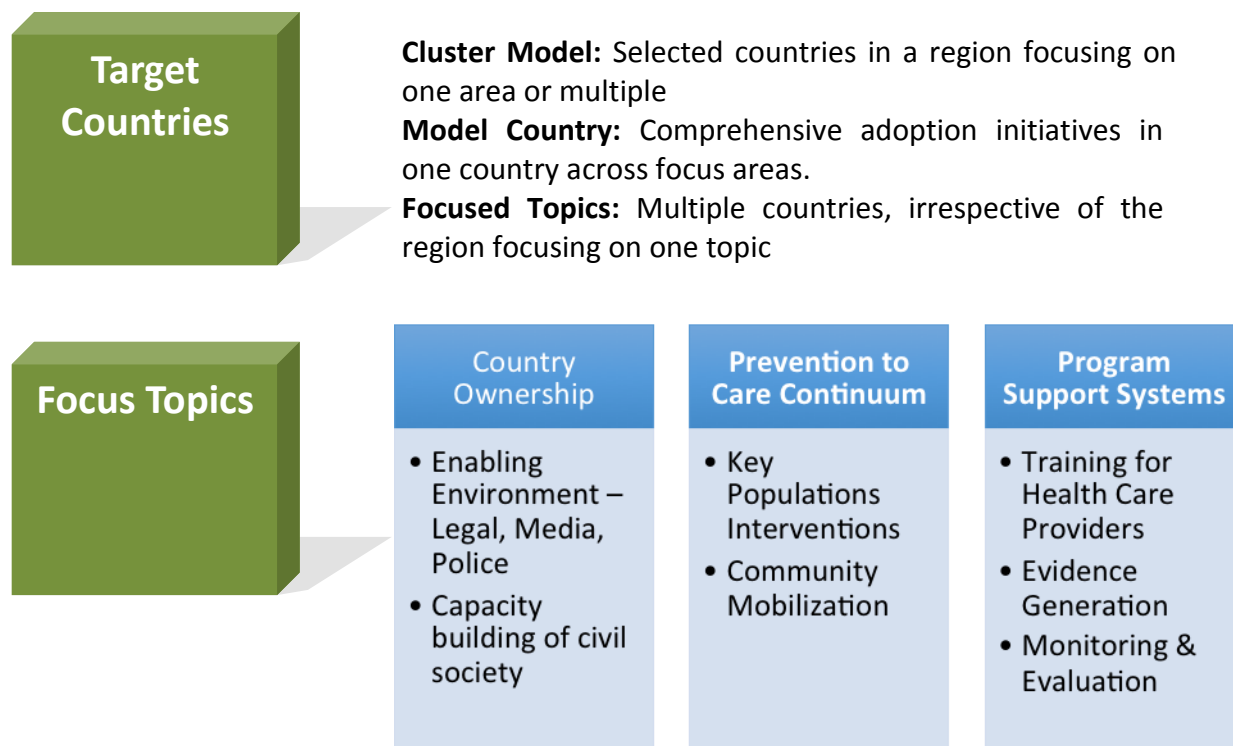 Target
Countries
Cluster Model: Selected countries in a region focusing on
one area or multiple
Model Country: Comprehensive adoption initiatives in
one country across focus areas.
Focused Topics: Multiple countries, irrespective of the
region focusing on one topic
Focus Topics
Country
Ownership
• Enabling
Environment –
Legal, Media,
Police
• Capacity
building of civil
society
Prevention to
Care Continuum
• Key
Populations
Interventions
• Community
Mobilization
Program
Support Systems
• Training for
Health Care
Providers
• Evidence
Generation
• Monitoring &
Evaluation